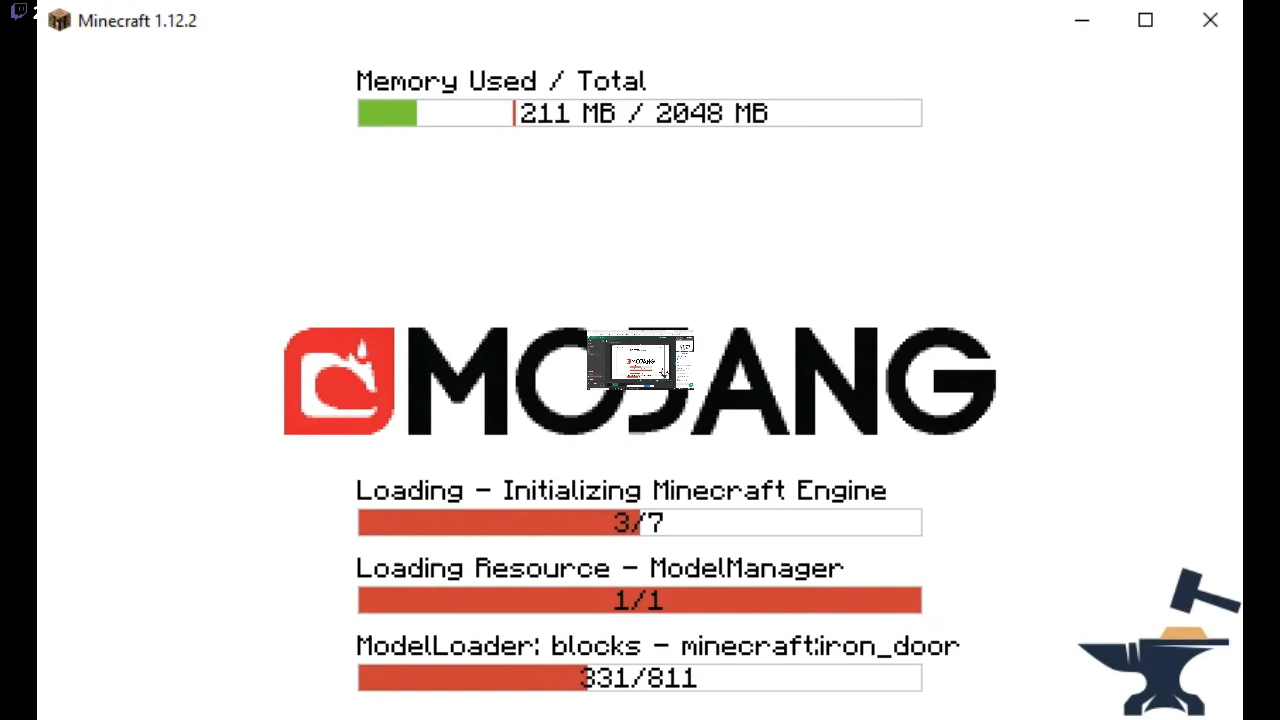 Minecraft 1.12.2
Memory Used / Total
211 MB / 2048 MB
MOJANG
Loading - Initializing Minecraft Engine
3/7
Loading Resource - ModelManager
1/1
ModelLoader: blocks - minecraft:iron_door
331/811